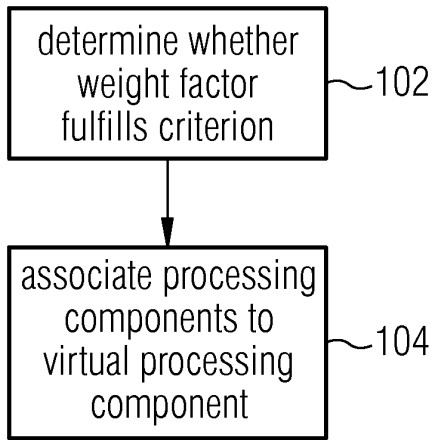 determine whether
weight factor
fulfills criterion
102
associate processing
components to
virtual processing
component
104